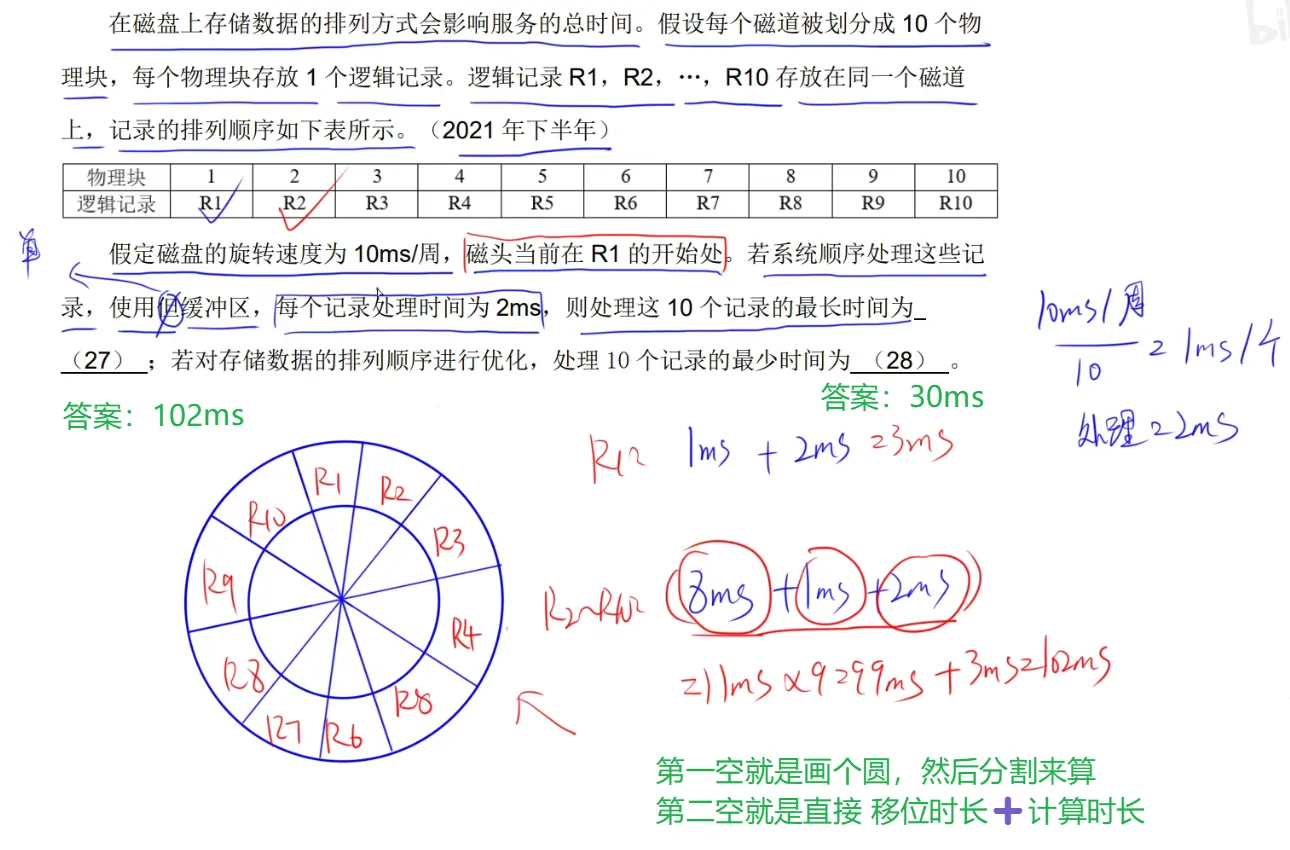 在磁盘上存储数据的排列方式会影响服务的总时间。假设每个磁道被划分成 10 个物
理块，每个物理块存放 1 个逻辑记录。逻辑记录 R1，R2，…，R10 存放在同一个磁道
上，记录的排列顺序如下表所示。（2021 年下半年）
物理块 1 2 3 4 5 6 7 8 9 10
逻辑记录 R1 R2 R3 R4 R5 R6 R7 R8 R9 R10
单
假定磁盘的旋转速度为 10ms/周，磁头当前在 R1 的开始处。若系统顺序处理这些记
录，使用但缓冲区，每个记录处理时间为 2ms，则处理这 10 个记录的最长时间为
（27）；若对存储数据的排列顺序进行优化，处理 10 个记录的最少时间为 （28） 。
10ms/周
10
=1ms/个
处理=2ms
答案：102ms
答案：30ms
R1= 1ms + 2ms =3ms
R1
R2
R3
R4
R8
R6
R7
R8
R9
R10
R2~R10= (8ms+1ms+2ms)
=11ms×9=99ms+3ms=102ms
第一空就是画个圆，然后分割来算
第二空就是直接 移位时长➕计算时长